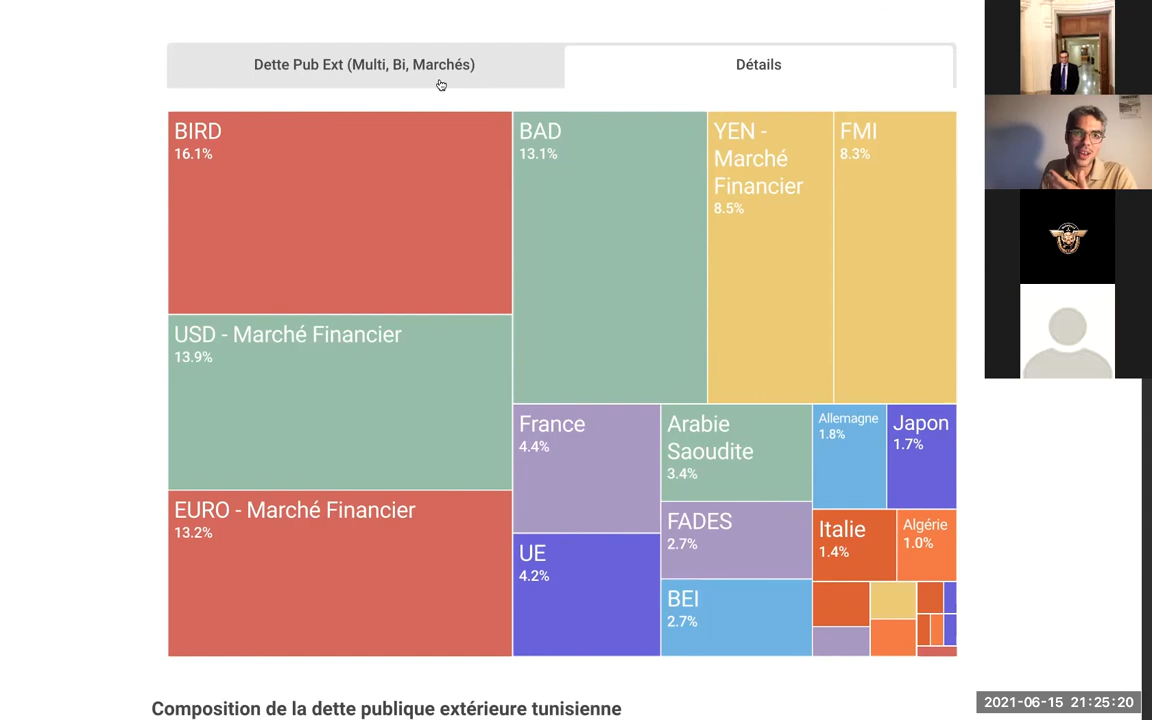 Dette Pub Ext (Multi, Bi, Marchés)
Détails
BIRD
16.1%
BAD
13.1%
YEN -
Marché
Financier
8.5%
FMI
8.3%
USD - Marché Financier
13.9%
EURO - Marché Financier
13.2%
France
4.4%
UE
4.2%
Arabie
Saoudite
3.4%
FADES
2.7%
BEI
2.7%
Allemagne
1.8%
Japon
1.7%
Italie
1.4%
Algérie
1.0%
Composition de la dette publique extérieure tunisienne
2021-06-15 21:25:20